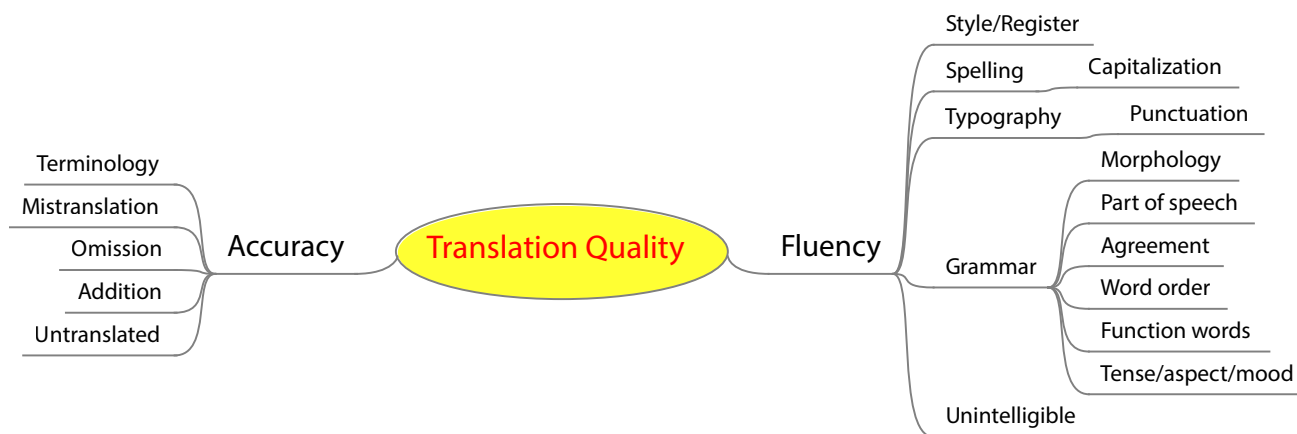 Translation Quality
Accuracy
Terminology
Mistranslation
Omission
Addition
Untranslated
Fluency
Style/Register
Spelling
Capitalization
Typography
Punctuation
Grammar
Morphology
Part of speech
Agreement
Word order
Function words
Tense/aspect/mood
Unintelligible